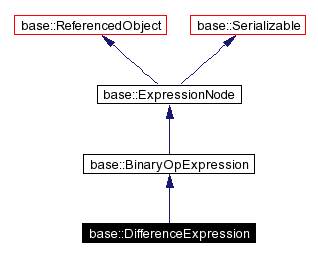 base::ReferencedObject base::Serializable
base::ExpressionNode
base::BinaryOpExpression
base::DifferenceExpression